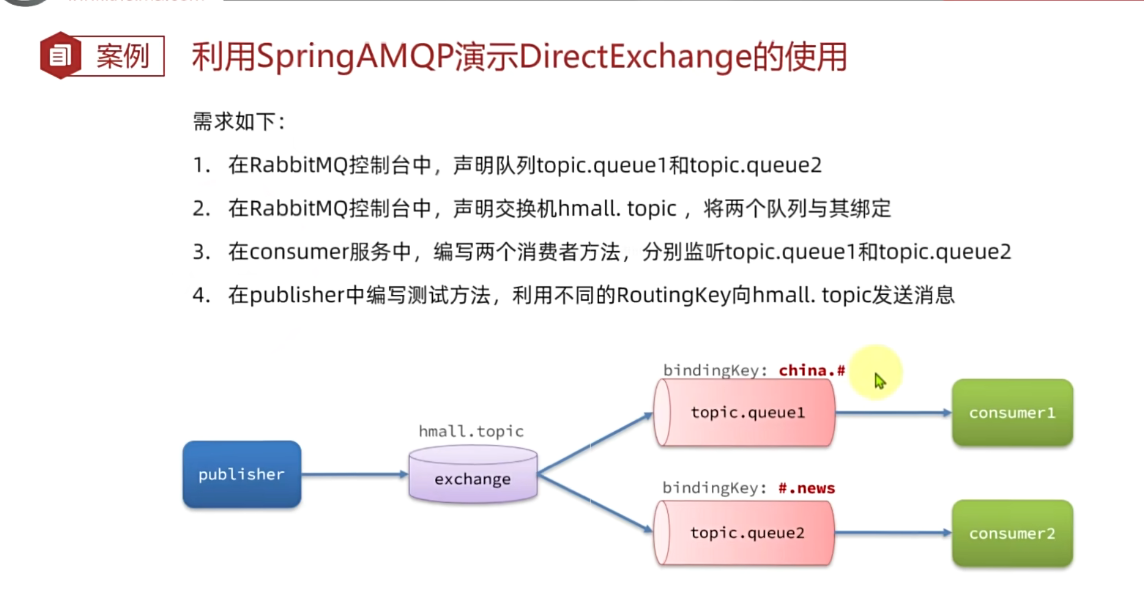 案例
利用SpringAMQP演示DirectExchange的使用
需求如下：
1. 在RabbitMQ控制台中，声明队列topic.queue1和topic.queue2
2. 在RabbitMQ控制台中，声明交换机hmall. topic ，将两个队列与其绑定
3. 在consumer服务中，编写两个消费者方法，分别监听topic.queue1和topic.queue2
4. 在publisher中编写测试方法，利用不同的RoutingKey向hmall. topic发送消息
bindingKey: china.#
topic.queue1
consumer1
hmall.topic
publisher
exchange
bindingKey: #.news
topic.queue2
consumer2